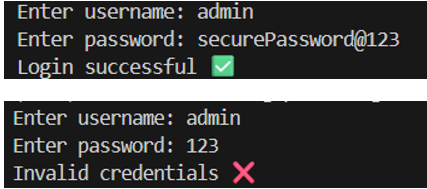 Enter username: admin
Enter password: securePassword@123
Login successful ✅
Enter username: admin
Enter password: 123
Invalid credentials ❌